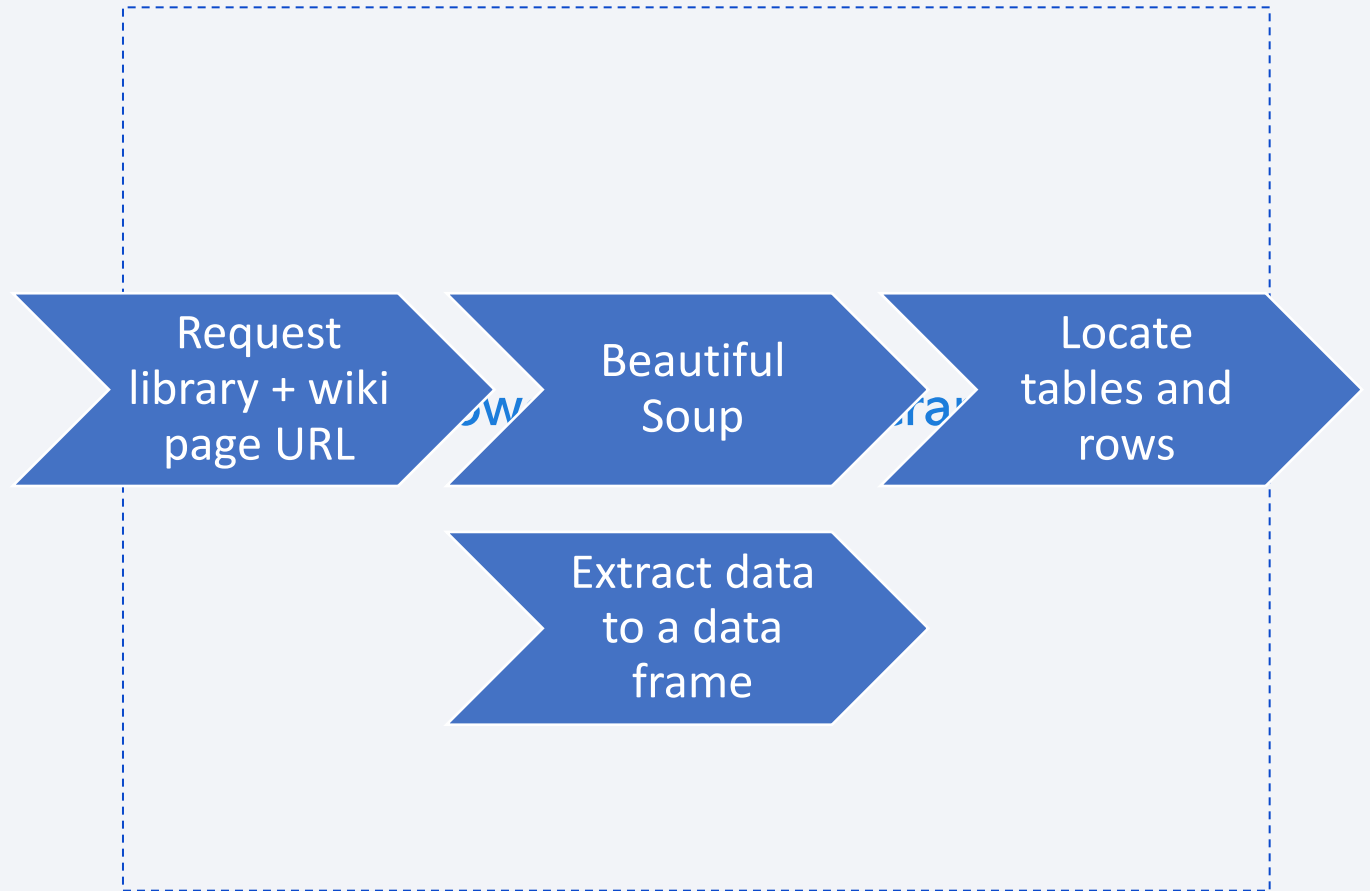 Request
library + wiki
page URL
Beautiful
Soup
Locate
tables and
rows
Extract data
to a data
frame